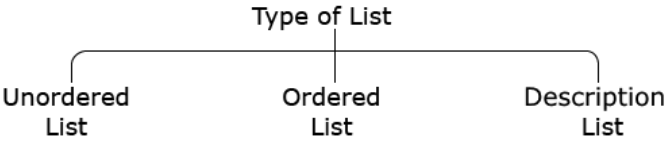 Type of List
Unordered
List
Ordered
List
Description
List